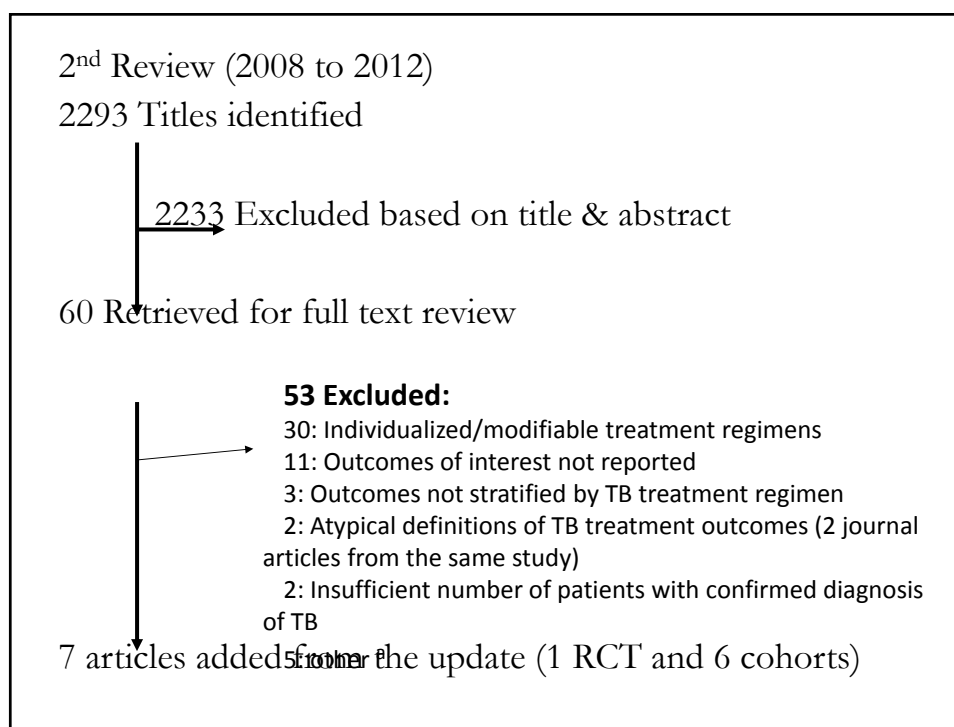 2nd Review (2008 to 2012)
2293 Titles identified
2233 Excluded based on title & abstract
60 Retrieved for full text review
53 Excluded:
30: Individualized/modifiable treatment regimens
11: Outcomes of interest not reported
3: Outcomes not stratified by TB treatment regimen
2: Atypical definitions of TB treatment outcomes (2 journal
articles from the same study)
2: Insufficient number of patients with confirmed diagnosis
of TB
5: other
7 articles added from the update (1 RCT and 6 cohorts)